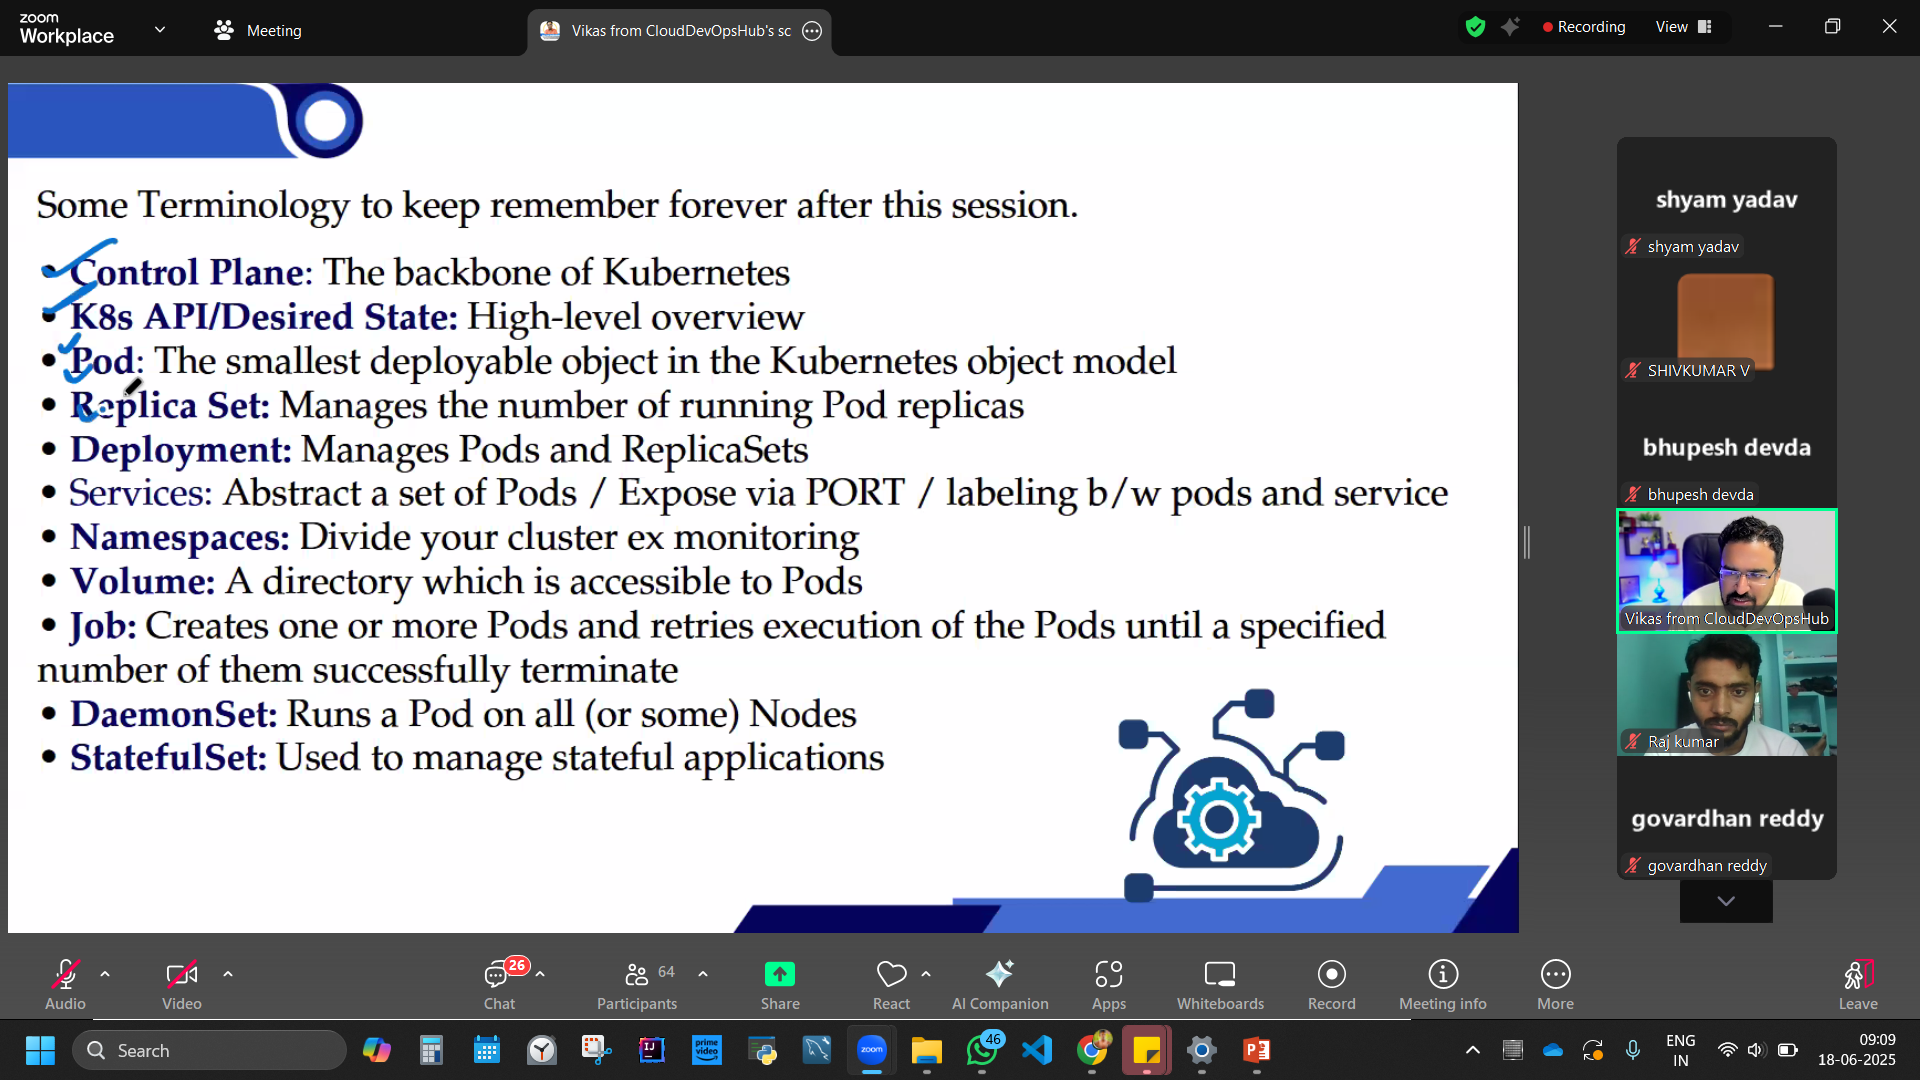 zoom
Workplace
Meeting
Vikas from CloudDevOpsHub's sc
Recording
View
Some Terminology to keep remember forever after this session.
• Control Plane: The backbone of Kubernetes
• K8s API/Desired State: High-level overview
• Pod: The smallest deployable object in the Kubernetes object model
• Replica Set: Manages the number of running Pod replicas
• Deployment: Manages Pods and ReplicaSets
• Services: Abstract a set of Pods / Expose via PORT / labeling b/w pods and service
• Namespaces: Divide your cluster ex monitoring
• Volume: A directory which is accessible to Pods
• Job: Creates one or more Pods and retries execution of the Pods until a specified
number of them successfully terminate
• DaemonSet: Runs a Pod on all (or some) Nodes
• StatefulSet: Used to manage stateful applications
shyam yadav
shyam yadav
SHIVKUMAR V
bhupesh devda
bhupesh devda
Vikas from CloudDevOpsHub
Raj kumar
govardhan reddy
govardhan reddy
Audio
Video
26
Chat
64
Participants
Share
React
AI Companion
Apps
Whiteboards
Record
Meeting info
More
Leave
Search
IJ
prime video
zoom
46
ENG
IN
09:09
18-06-2025